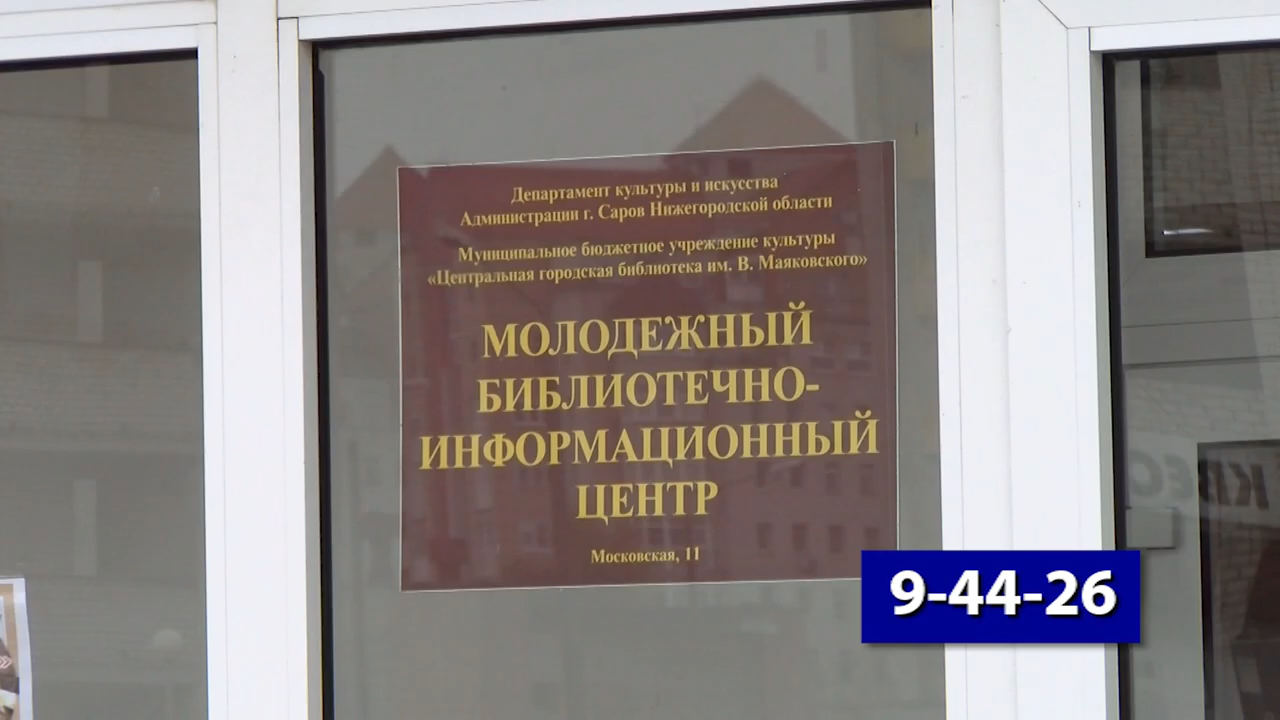 Департамент культуры и искусства
Администрации г. Саров Нижегородской области
Муниципальное бюджетное учреждение культуры
«Центральная городская библиотека им. В. Маяковского»
МОЛОДЕЖНЫЙ
БИБЛИОТЕЧНО-
ИНФОРМАЦИОННЫЙ
ЦЕНТР
Московская, 11
9-44-26